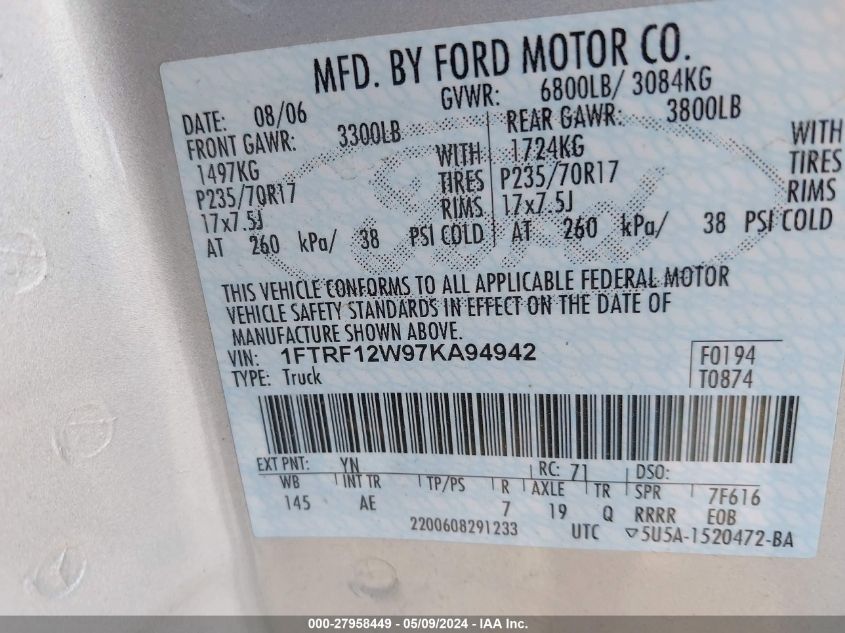 MFD. BY FORD MOTOR CO.
DATE: 08/06 GVWR: 6800LB/ 3084KG
FRONT GAWR: 3300LB REAR GAWR: 3800LB
1497KG WITH 1724KG WITH
P235/70R17 TIRES P235/70R17 TIRES
17x7.5J RIMS 17x7.5J RIMS
AT 260 kPa/ 38 PSI COLD AT 260 kPa/ 38 PSI COLD
Ford
THIS VEHICLE CONFORMS TO ALL APPLICABLE FEDERAL MOTOR
VEHICLE SAFETY STANDARDS IN EFFECT ON THE DATE OF
MANUFACTURE SHOWN ABOVE.
VIN: 1FTRF12W97KA94942 F0194
TYPE: Truck T0874
EXT PNT: YN RC: 71 DSO:
WB INT TR TP/PS R AXLE TR SPR 7F616
145 AE 7 19 Q RRRR E0B
2200608291233 UTC ▽5U5A-1520472-BA
000-27958449 - 05/09/2024 - IAA Inc.